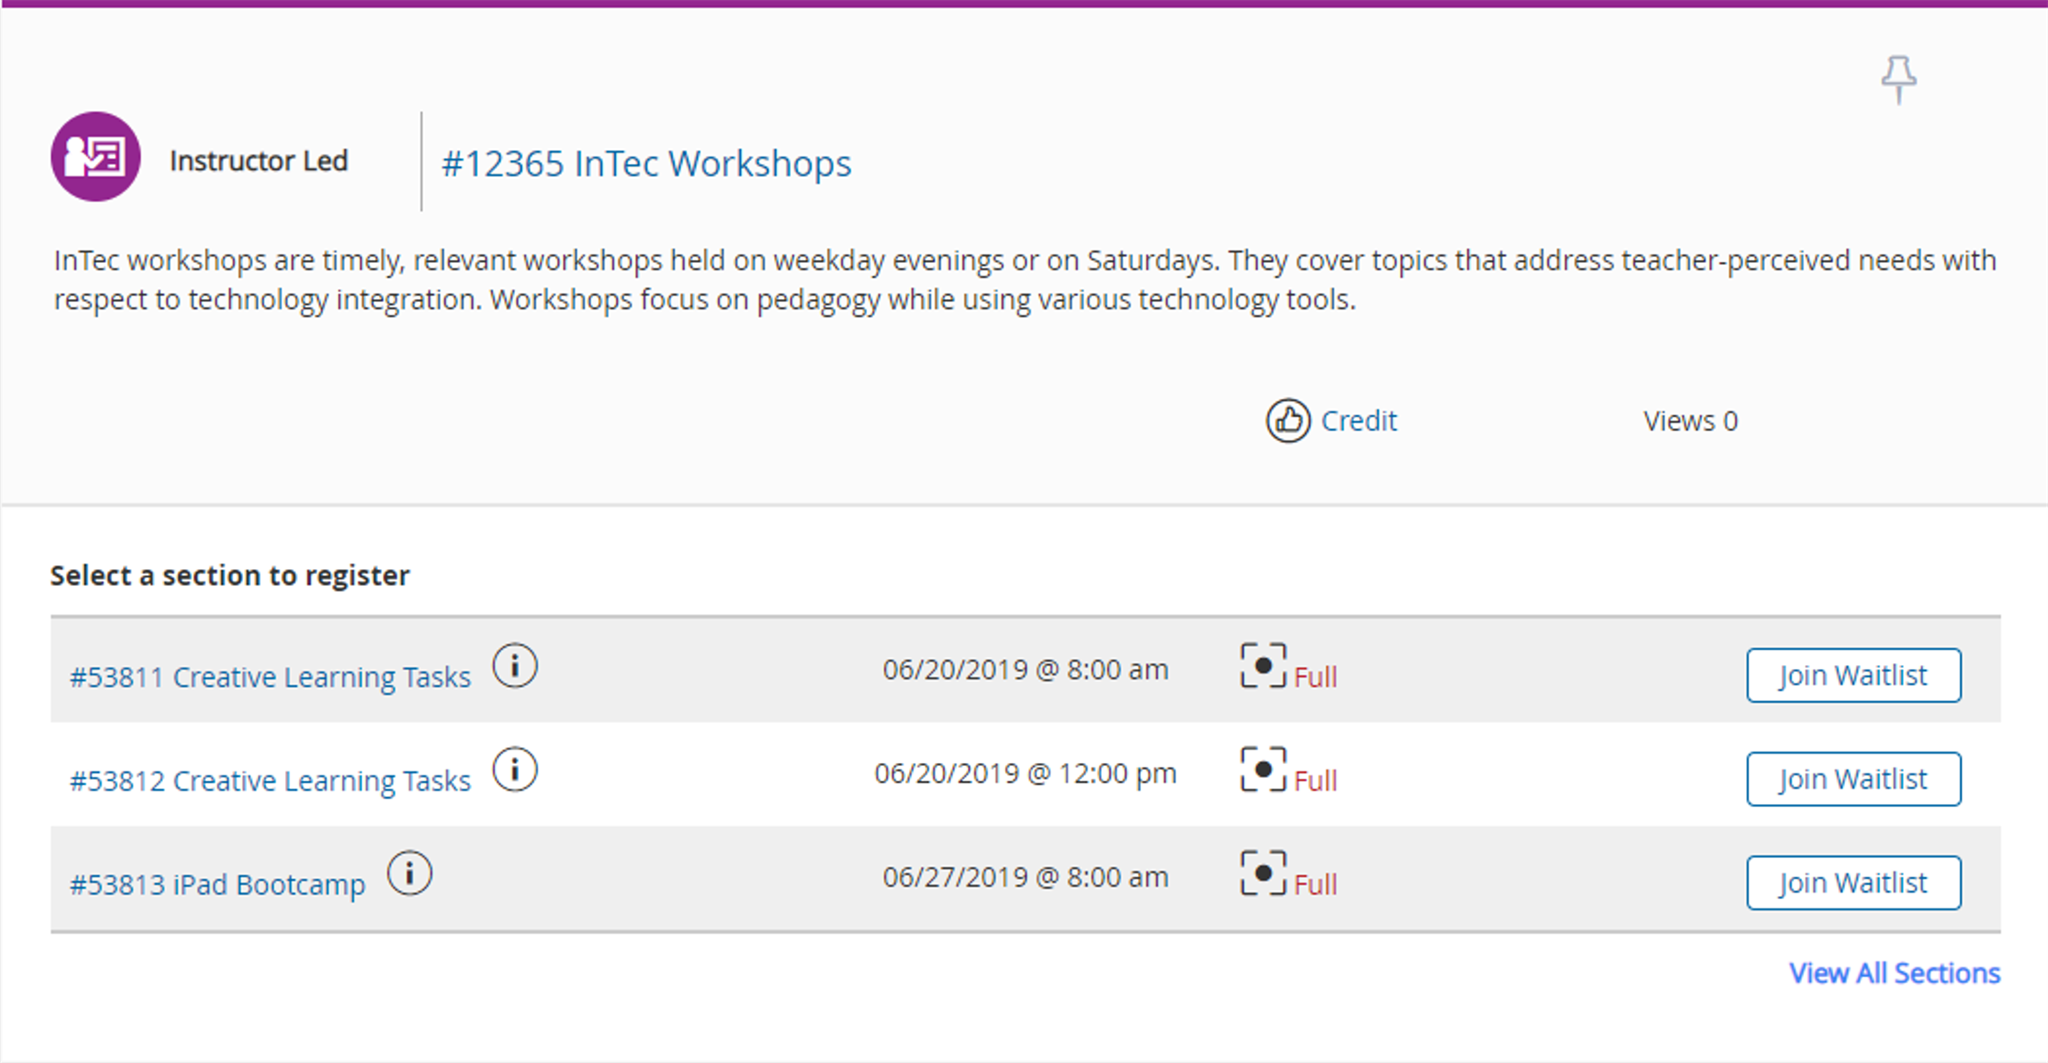 Instructor Led
#12365 InTec Workshops
InTec workshops are timely, relevant workshops held on weekday evenings or on Saturdays. They cover topics that address teacher-perceived needs with
respect to technology integration. Workshops focus on pedagogy while using various technology tools.
Credit Views 0
Select a section to register
#53811 Creative Learning Tasks 06/20/2019 @ 8:00 am Full Join Waitlist
#53812 Creative Learning Tasks 06/20/2019 @ 12:00 pm Full Join Waitlist
#53813 iPad Bootcamp 06/27/2019 @ 8:00 am Full Join Waitlist
View All Sections